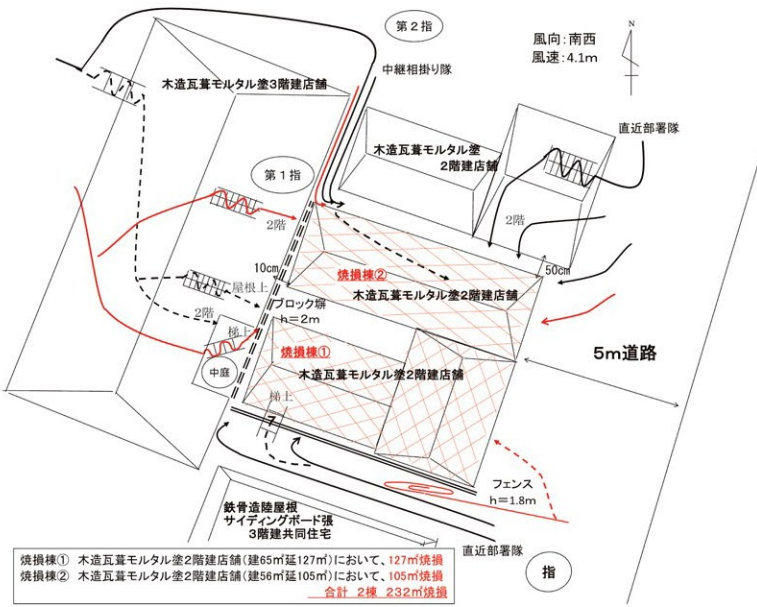 第２指
N
風向：南西
風速：4.1m
中継相掛り隊
木造瓦葺モルタル塗3階建店舗
直近部署隊
木造瓦葺モルタル塗
2階建店舗
第１指
2階
2階
10cm
屋根上
焼損棟②
50cm
木造瓦葺モルタル塗2階建店舗
ブロック塀
h＝2m
2階
梯上
焼損棟①
5m道路
中庭
木造瓦葺モルタル塗2階建店舗
梯上
フェンス
h＝1.8m
鉄骨造陸屋根
サイディングボード張
3階建共同住宅
直近部署隊
指
焼損棟① 木造瓦葺モルタル塗2階建店舗(建65㎡延127㎡)において、127㎡焼損
焼損棟② 木造瓦葺モルタル塗2階建店舗(建56㎡延105㎡)において、105㎡焼損
合計 2棟 232㎡焼損